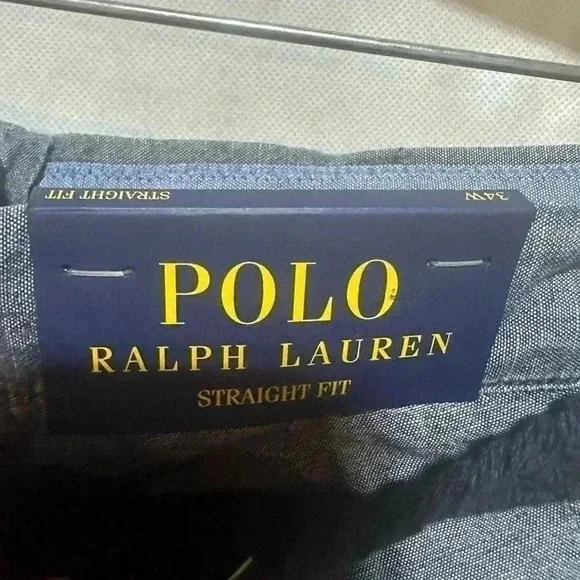 STRAIGHT FIT 34W
POLO
RALPH LAUREN
STRAIGHT FIT